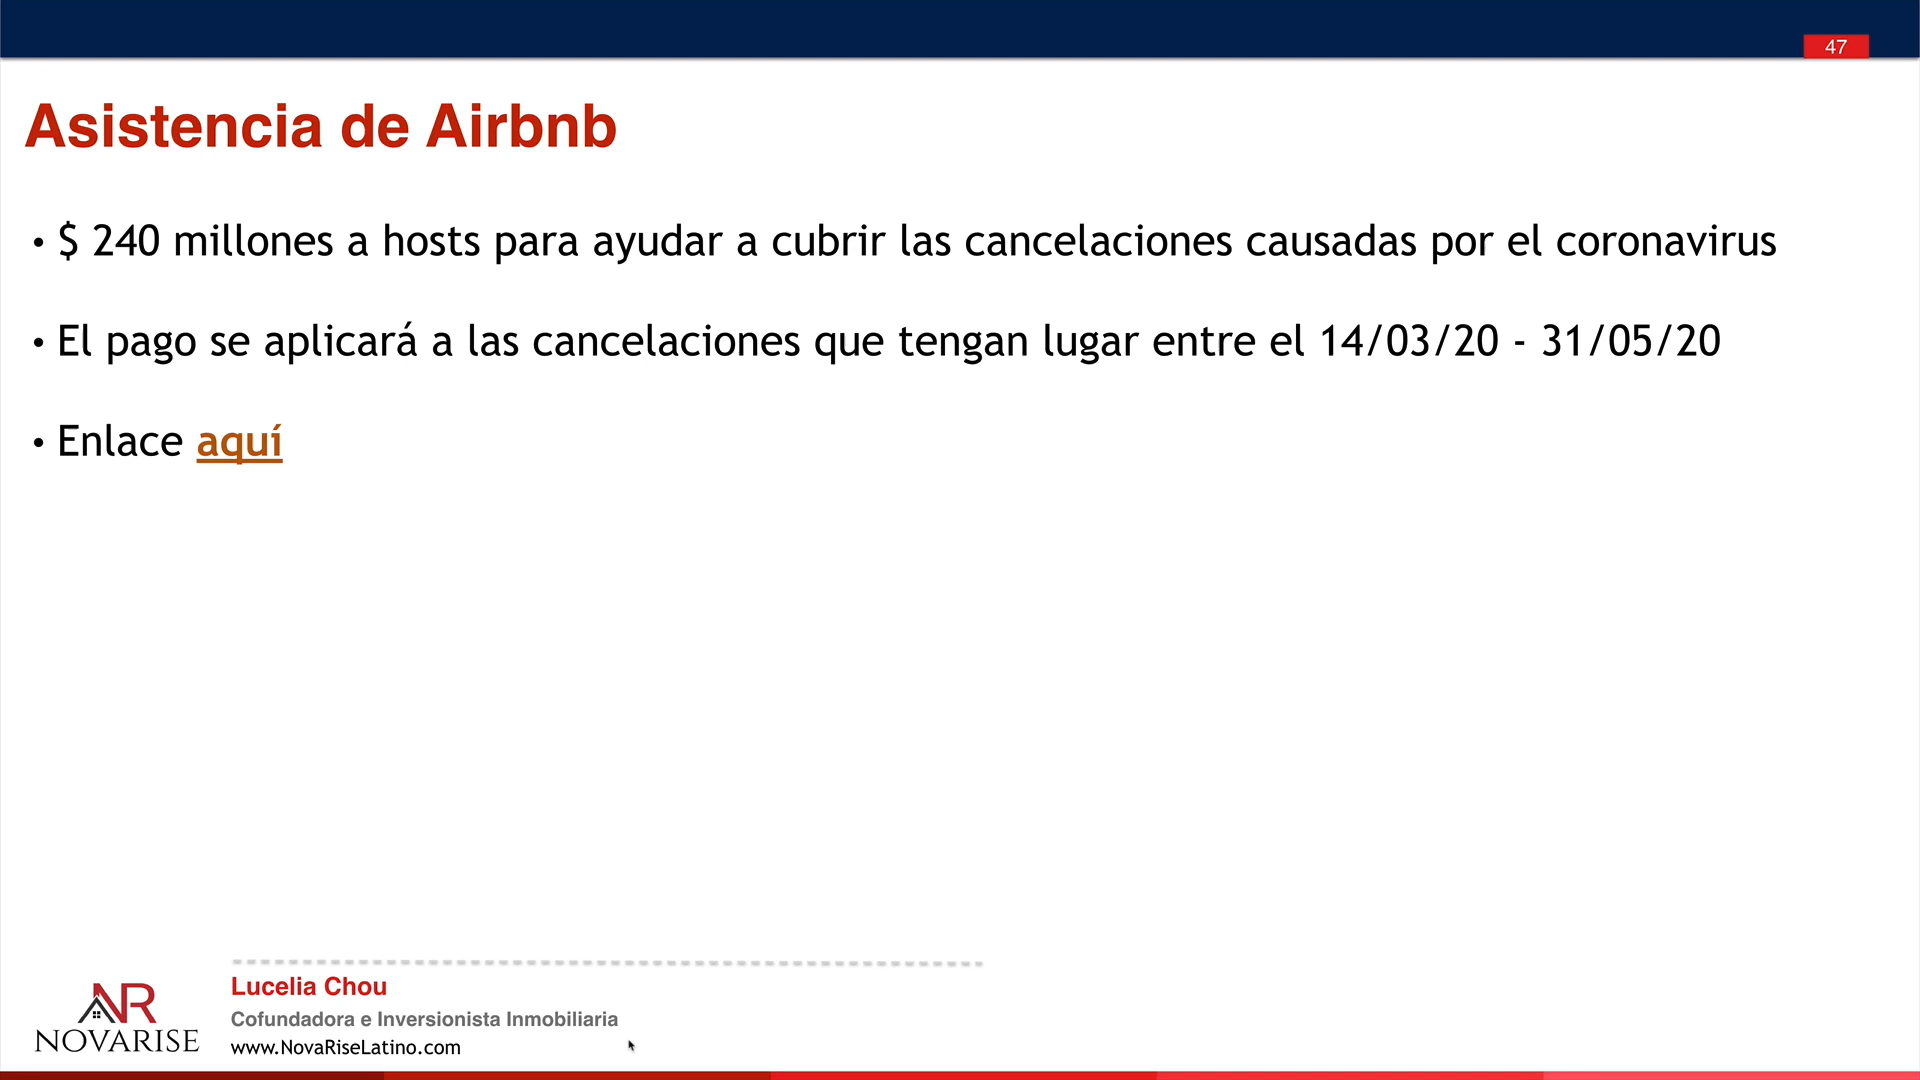 47
Asistencia de Airbnb
• $ 240 millones a hosts para ayudar a cubrir las cancelaciones causadas por el coronavirus
• El pago se aplicará a las cancelaciones que tengan lugar entre el 14/03/20 - 31/05/20
• Enlace aquí
NR
NOVARISE
Lucelia Chou
Cofundadora e Inversionista Inmobiliaria
www.NovaRiseLatino.com